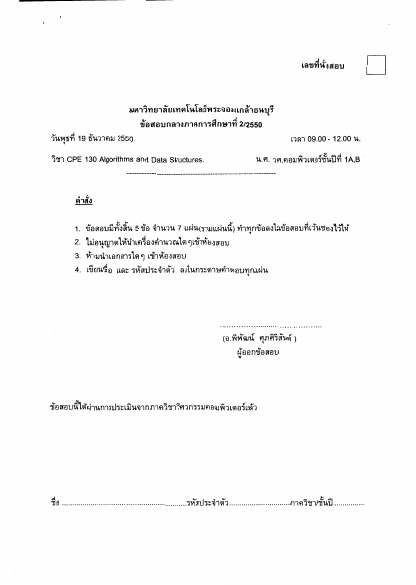 เลขที่นั่งสอบ
มหาวิทยาลัยเทคโนโลยีพระจอมเกล้าธนบุรี
ข้อสอบกลางภาคการศึกษาที่ 2/2550
วันพุธที่ 19 ธันวาคม 2550 เวลา 09.00 - 12.00 น.
วิชา CPE 130 Algorithms and Data Structures. น.ศ. วศ.คอมพิวเตอร์ชั้นปีที่ 1A,B
คำสั่ง
1. ข้อสอบมีทั้งสิ้น 5 ข้อ จำนวน 7 แผ่น(รวมแผ่นนี้) ทำทุกข้อลงในข้อสอบที่เว้นช่องไว้ให้
2. ไม่อนุญาตให้นำเครื่องคำนวณใดๆเข้าห้องสอบ
3. ห้ามนำเอกสารใดๆ เข้าห้องสอบ
4. เขียนชื่อ และ รหัสประจำตัว ลงในกระดาษคำตอบทุกแผ่น
(อ.พิพัฒน์ ศุภศิริสันต์ )
ผู้ออกข้อสอบ
ข้อสอบนี้ได้ผ่านการประเมินจากภาควิชาวิศวกรรมคอมพิวเตอร์แล้ว
ชื่อ ..........................................................รหัสประจำตัว..............................ภาควิชา/ชั้นปี..............